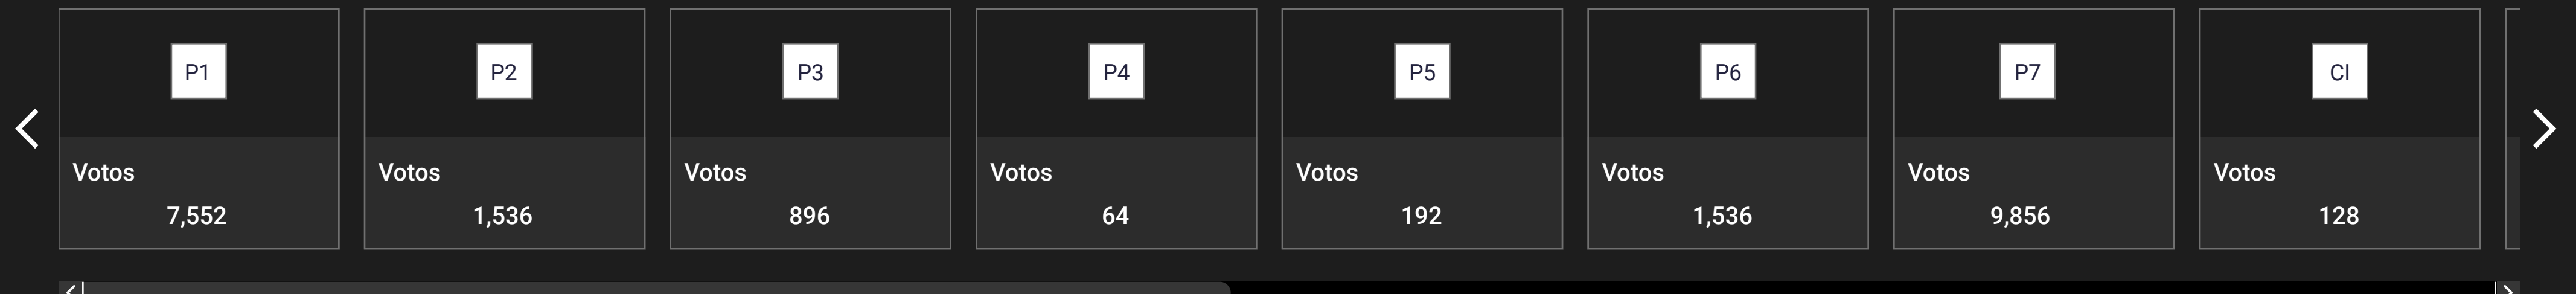 P1
Votos
7,552
P2
Votos
1,536
P3
Votos
896
P4
Votos
64
P5
Votos
192
P6
Votos
1,536
P7
Votos
9,856
CI
Votos
128